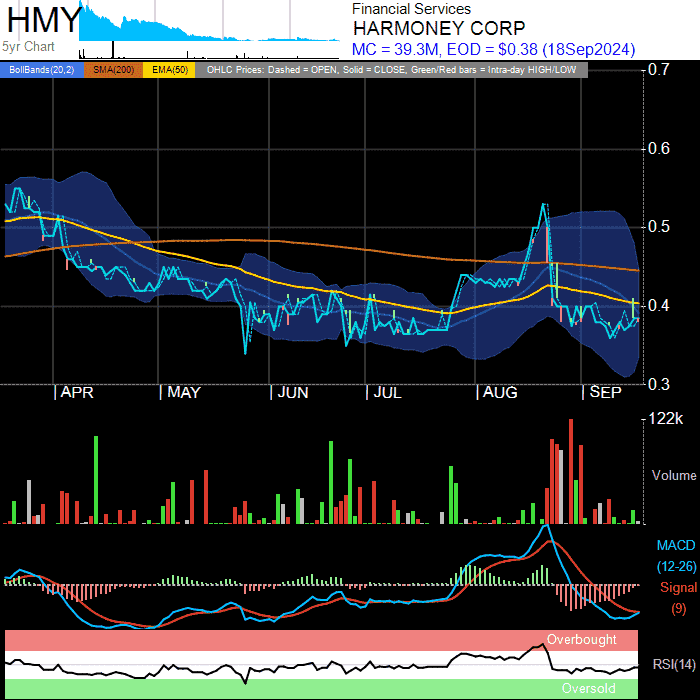 HMY
5yr Chart
Financial Services
HARMONEY CORP
MC = 39.3M, EOD = $0.38 (18Sep2024)
BollBands(20,2) SMA(200) EMA(50) OHLC Prices: Dashed = OPEN, Solid = CLOSE, Green/Red bars = Intra-day HIGH/LOW
0.7
0.6
0.5
0.4
0.3
APR MAY JUN JUL AUG SEP
122k
Volume
MACD
(12-26)
Signal
(9)
Overbought
RSI(14)
Oversold